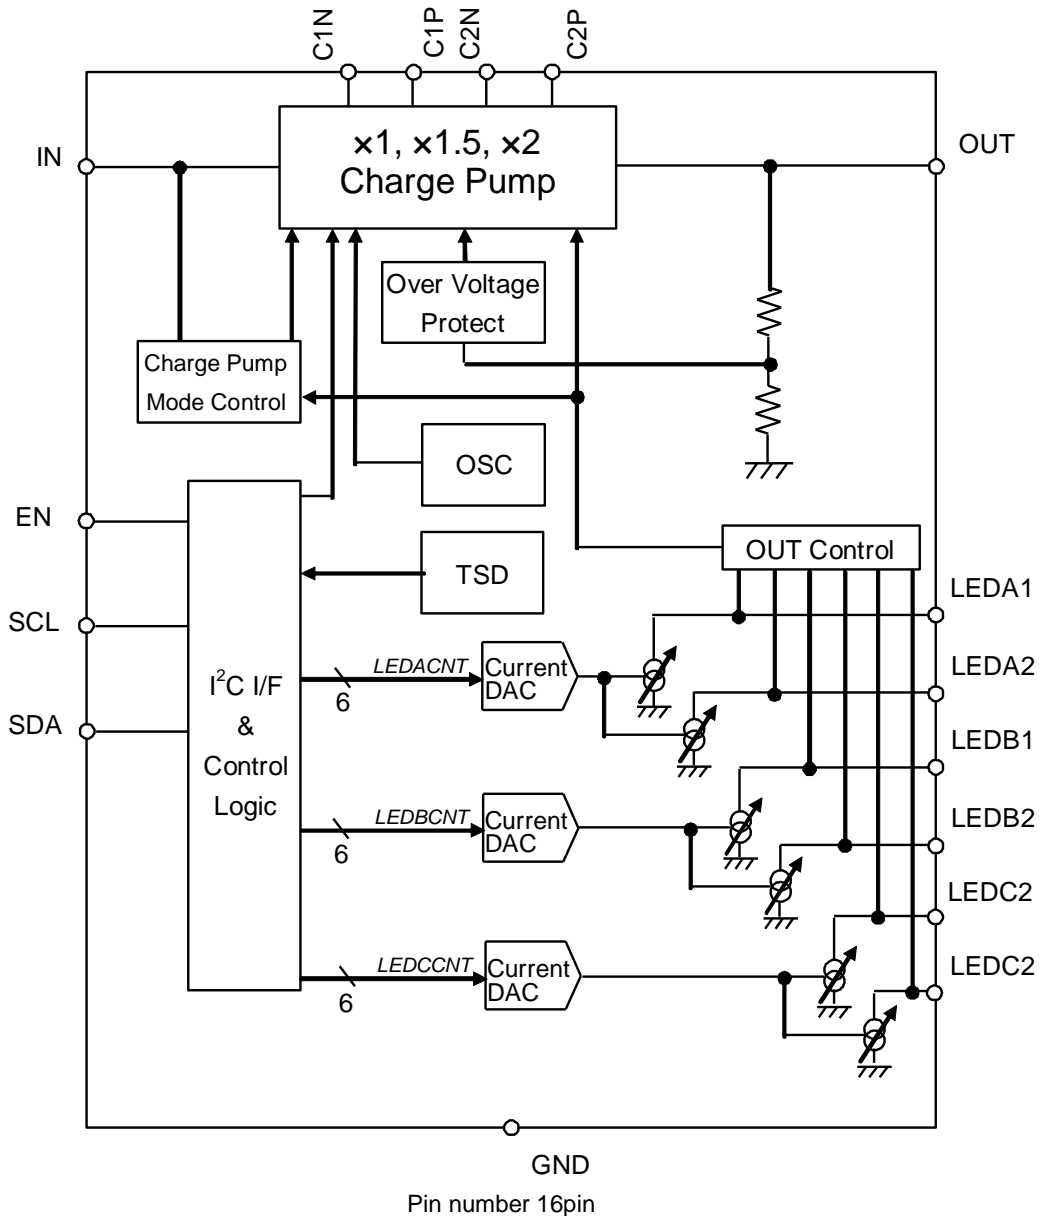 C1N
C1P
C2N
C2P
IN
×1, ×1.5, ×2
Charge Pump
OUT
Over Voltage
Protect
Charge Pump
Mode Control
OSC
EN
OUT Control
TSD
LEDA1
SCL
LEDACNT
6
Current
DAC
LEDA2
I²C I/F
&
Control
Logic
SDA
LEDB1
LEDBCNT
6
Current
DAC
LEDB2
LEDC2
LEDCCNT
6
Current
DAC
LEDC2
GND
Pin number 16pin